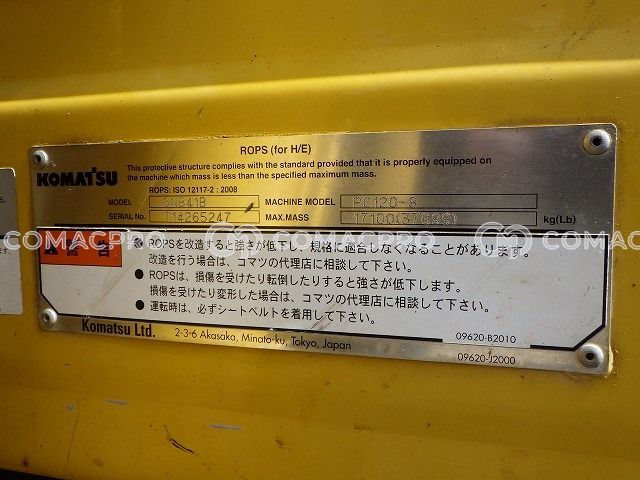 ROPS (for H/E)
This protective structure complies with the standard provided that it is properly equipped on
the machine which mass is less than the specified maximum mass.
KOMATSU
ROPS: ISO 12117-2 : 2008
MODEL MACHINE MODEL PC120-8
SERIAL No. J14265247 MAX.MASS kg(Lb)
COMACPRO COMACPRO COMACPRO
警告
● ROPSを改造すると強さが低下し、規格に適合しなくなることがあります。
改造を行う場合は、コマツの代理店に相談して下さい。
● ROPSは、損傷を受けたり転倒したりすると強さが低下します。
損傷を受けたり変形した場合は、コマツの代理店に相談して下さい。
● 運転時は、必ずシートベルトを着用して下さい。
Komatsu Ltd.
2-3-6 Akasaka, Minato-ku, Tokyo, Japan
09620-B2010
09620-J2000